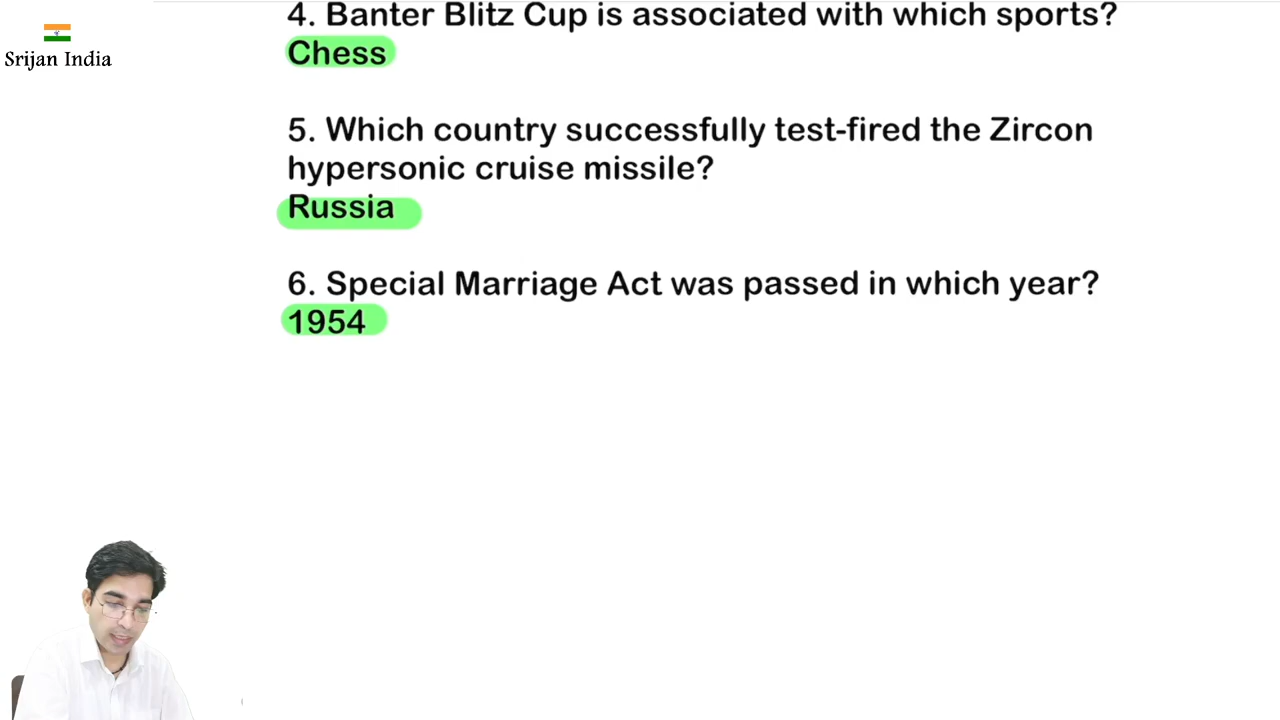 4. Banter Blitz Cup is associated with which sports?
Chess
Srijan India
5. Which country successfully test-fired the Zircon
hypersonic cruise missile?
Russia
6. Special Marriage Act was passed in which year?
1954